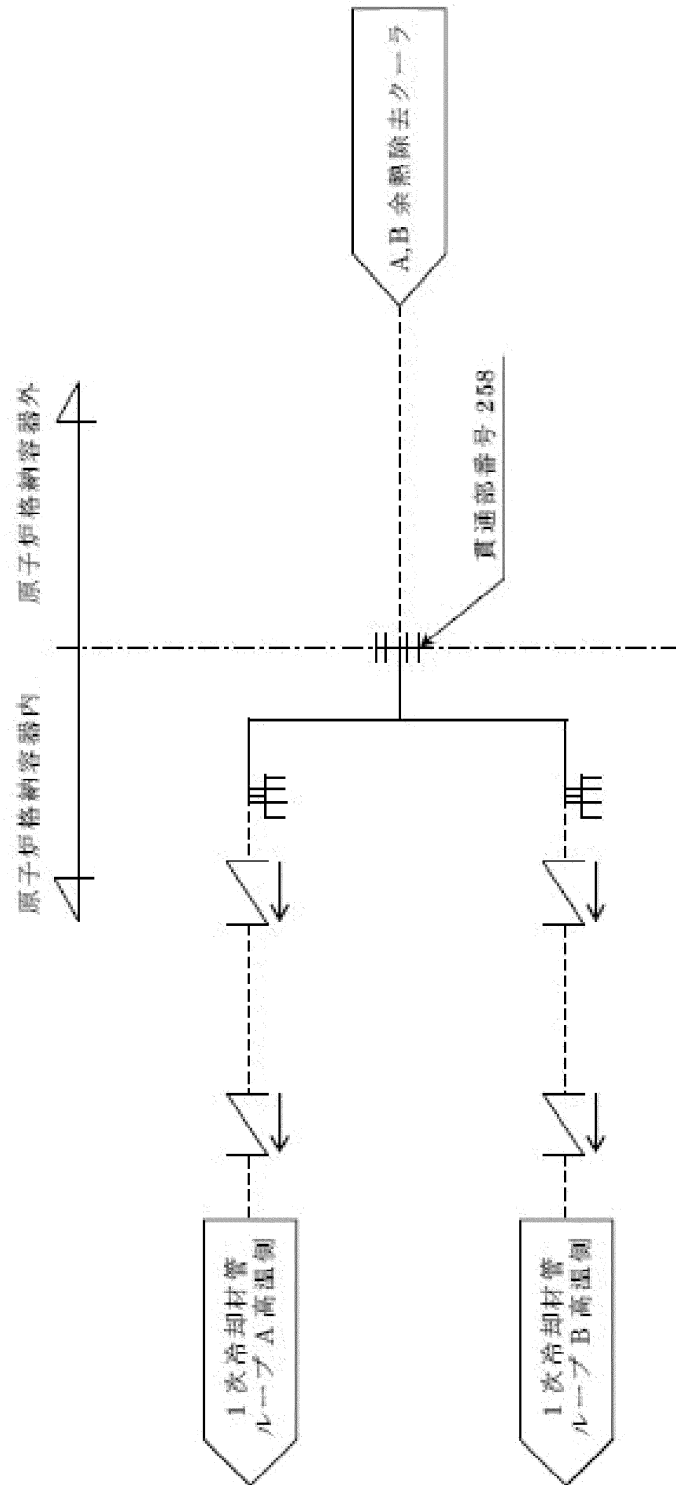 原子炉格納容器内
原子炉格納容器外
A,B 余熱除去クーラ
貫通部番号 258
1 次冷却材管
ループ A 高温側
1 次冷却材管
ループ B 高温側